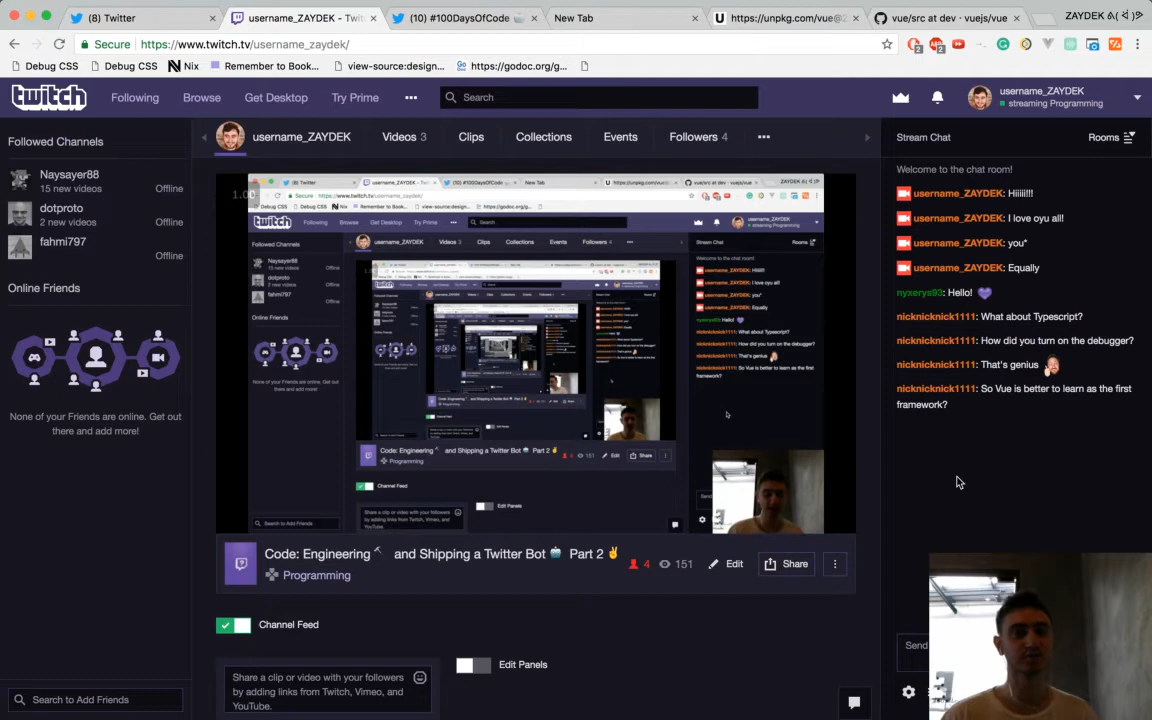 (8) Twitter
username_ZAYDEK - Twit
(10) #100DaysOfCode
New Tab
https://unpkg.com/vue@2
vue/src at dev · vuejs/vue
ZAYDEK
Secure
https://www.twitch.tv/username_zaydek/
Debug CSS
Debug CSS
Nix
Remember to Book...
view-source:design...
https://godoc.org/g...
twitch
Following
Browse
Get Desktop
Try Prime
Search
username_ZAYDEK
streaming Programming
Followed Channels
Naysayer88
15 new videos
Offline
dotproto
2 new videos
Offline
fahmi797
Offline
Online Friends
None of your Friends are online. Get out
there and add more!
Search to Add Friends
username_ZAYDEK
Videos 3
Clips
Collections
Events
Followers 4
Code: Engineering and Shipping a Twitter Bot Part 2
Programming
4
151
Edit
Share
Channel Feed
Edit Panels
Share a clip or video with your followers
by adding links from Twitch, Vimeo, and
YouTube.
Stream Chat
Rooms
Welcome to the chat room!
username_ZAYDEK: Hiiiii!!!
username_ZAYDEK: I love oyu all!
username_ZAYDEK: you*
username_ZAYDEK: Equally
nyxerys93: Hello!
nicknicknick1111: What about Typescript?
nicknicknick1111: How did you turn on the debugger?
nicknicknick1111: That's genius
nicknicknick1111: So Vue is better to learn as the first
framework?
Send